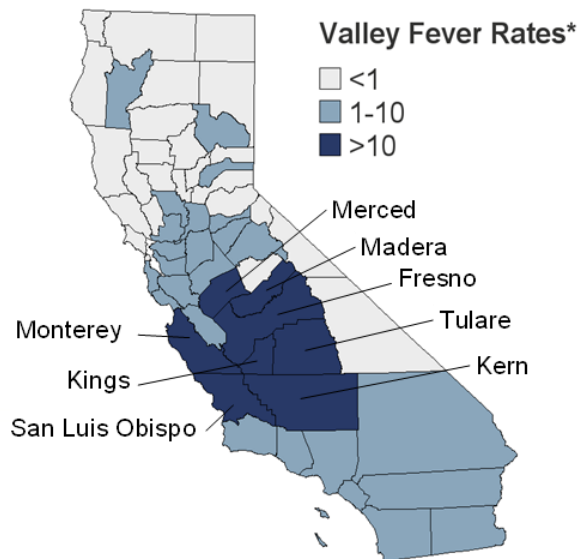 Valley Fever Rates*
<1
1-10
>10
Merced
Madera
Fresno
Monterey
Tulare
Kings
Kern
San Luis Obispo